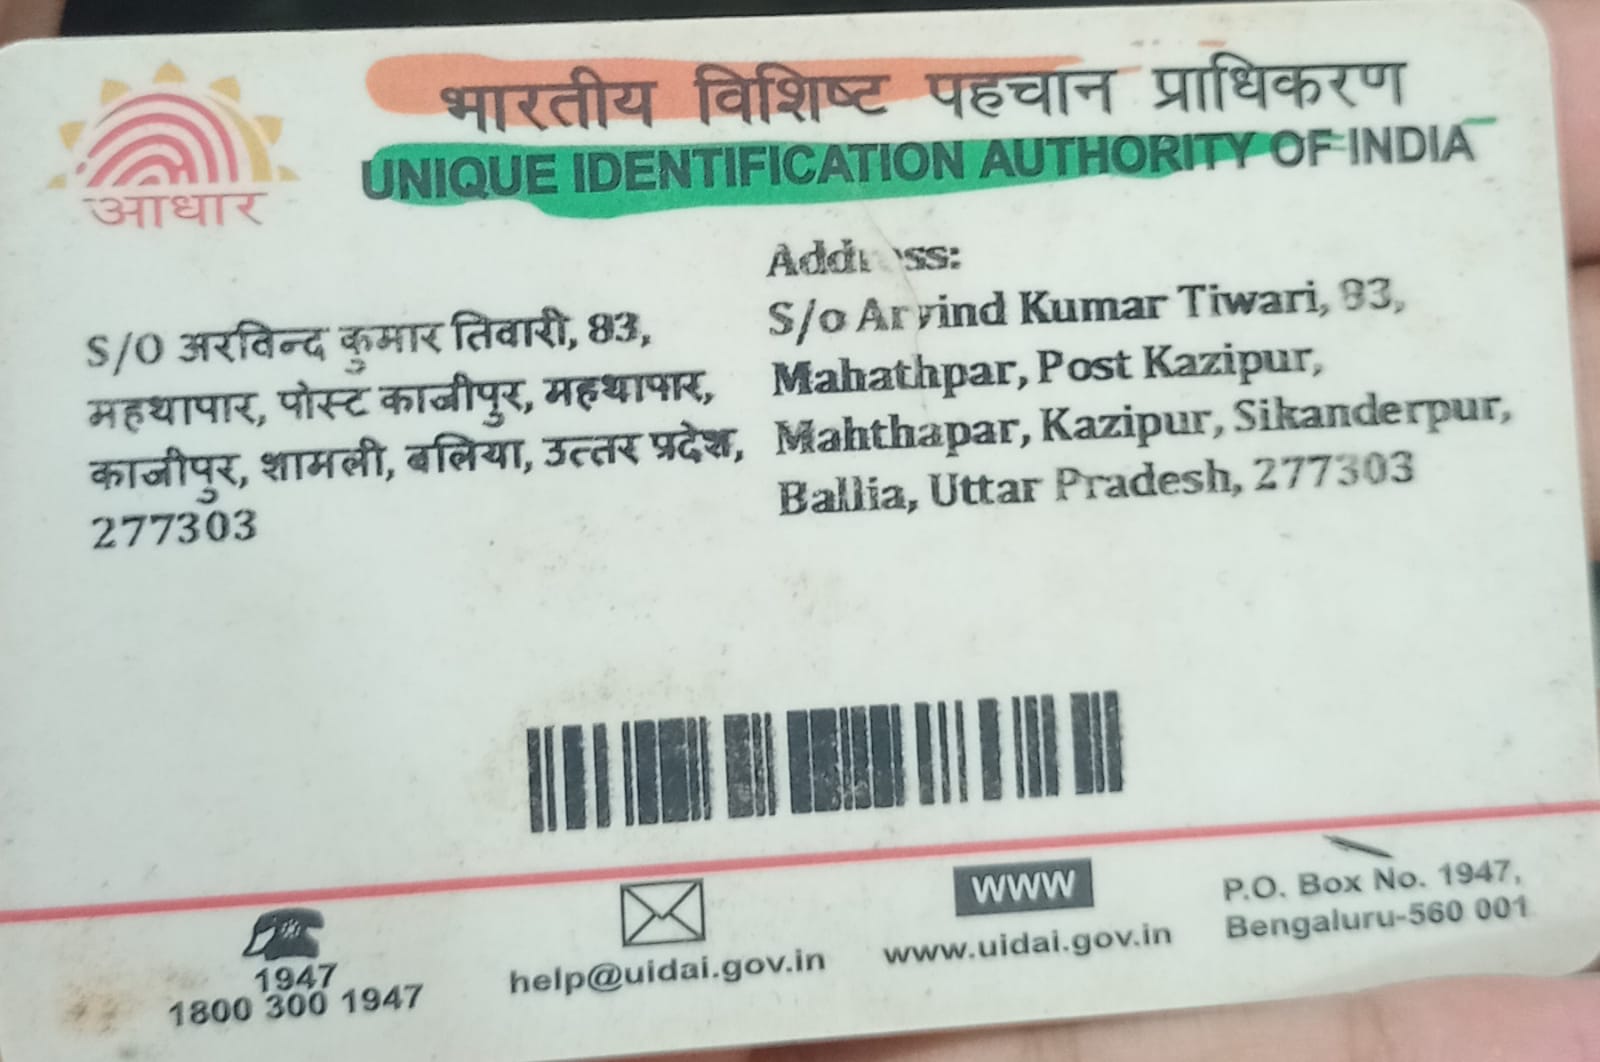 भारतीय विशिष्ट पहचान प्राधिकरण
UNIQUE IDENTIFICATION AUTHORITY OF INDIA
आधार
S/O अरविन्द कुमार तिवारी, 83,
महथापार, पोस्ट काजीपुर, महथापार,
काजीपुर, शामली, बलिया, उत्तर प्रदेश,
277303
Address:
S/o Arvind Kumar Tiwari, 83,
Mahathpar, Post Kazipur,
Mahthapar, Kazipur, Sikanderpur,
Ballia, Uttar Pradesh, 277303
1947
1800 300 1947
help@uidai.gov.in
www
www.uidai.gov.in
P.O. Box No. 1947,
Bengaluru-560 001